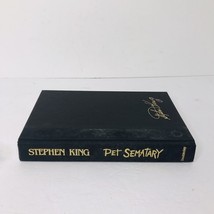 STEPHEN KING PET SEMATARY